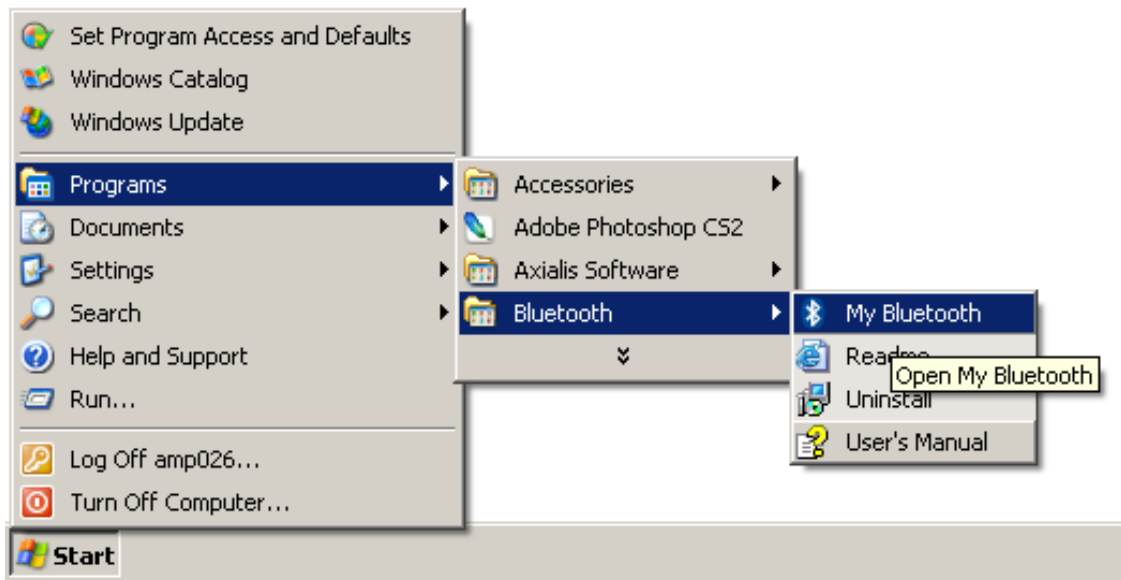 Set Program Access and Defaults
Windows Catalog
Windows Update
Programs
Documents
Settings
Search
Help and Support
Run...
Log Off amp026...
Turn Off Computer...
Start
Accessories
Adobe Photoshop CS2
Axialis Software
Bluetooth
My Bluetooth
Readme
Open My Bluetooth
Uninstall
User's Manual